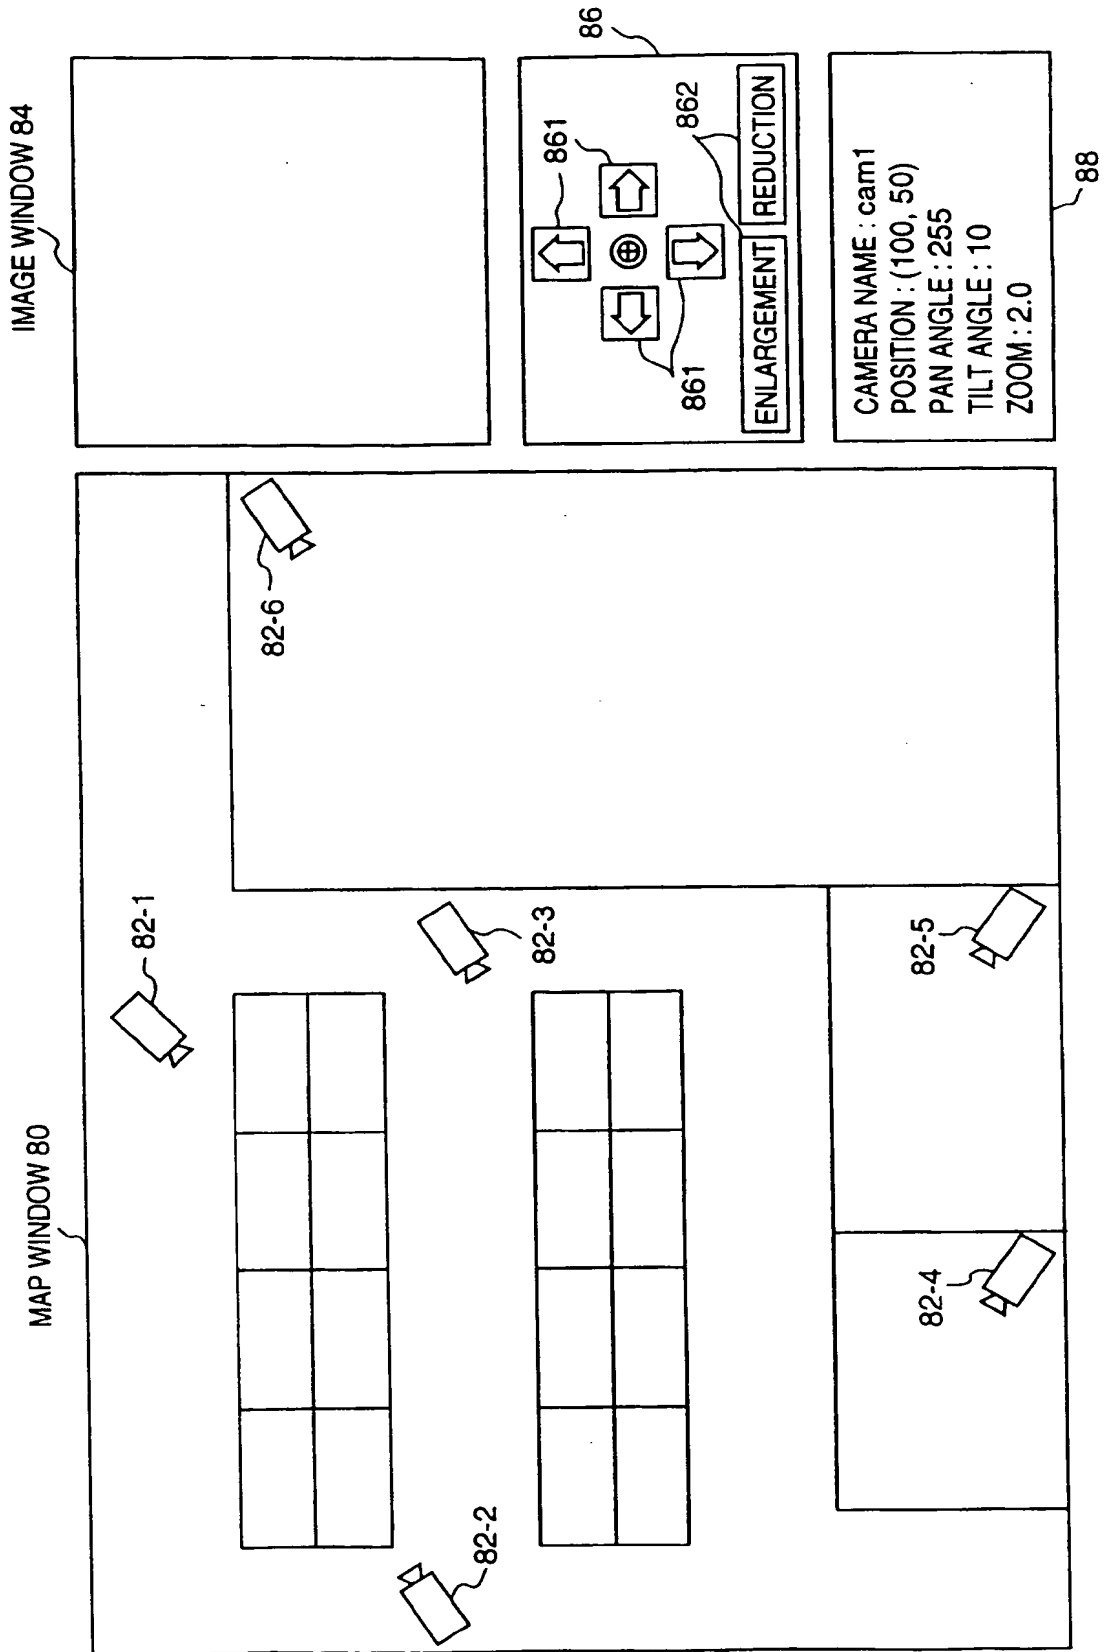 MAP WINDOW 80
IMAGE WINDOW 84
82-1
82-2
82-3
82-4
82-5
82-6
861
861
861
862
86
ENLARGEMENT
REDUCTION
CAMERA NAME : cam1
POSITION : (100, 50)
PAN ANGLE : 255
TILT ANGLE : 10
ZOOM : 2.0
88